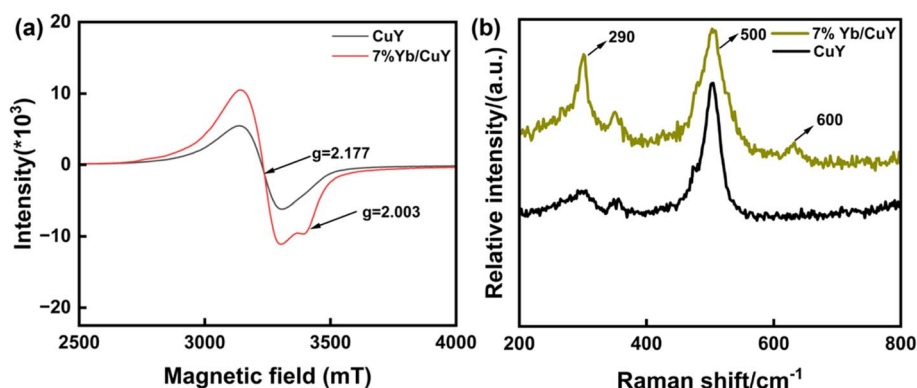 (a)
20
10
0
−10
−20
Intensity(*10³)
CuY
7%Yb/CuY
g=2.177
g=2.003
2500 3000 3500 4000
Magnetic field (mT)
(b)
Relative intensity/(a.u.)
290
500
600
7% Yb/CuY
CuY
200 400 600 800
Raman shift/cm⁻¹